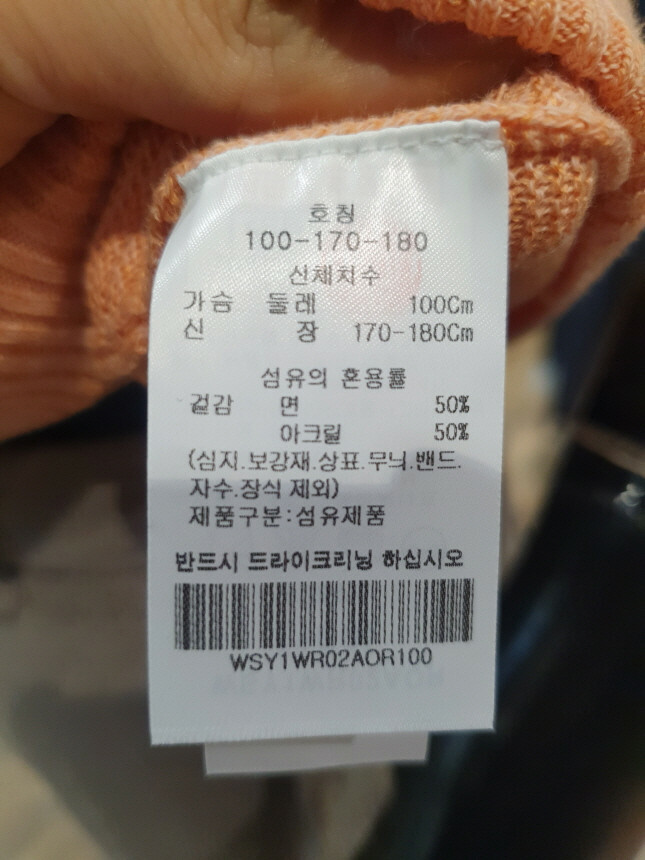 호칭
100-170-180
신체치수
가슴 둘레 100Cm
신 장 170-180Cm
섬유의 혼용률
겉감 면 50%
아크릴 50%
(심지.보강재.상표.무늬.밴드.
자수.장식 제외)
제품구분:섬유제품
반드시 드라이크리닝 하십시오
WSY1WR02AOR100